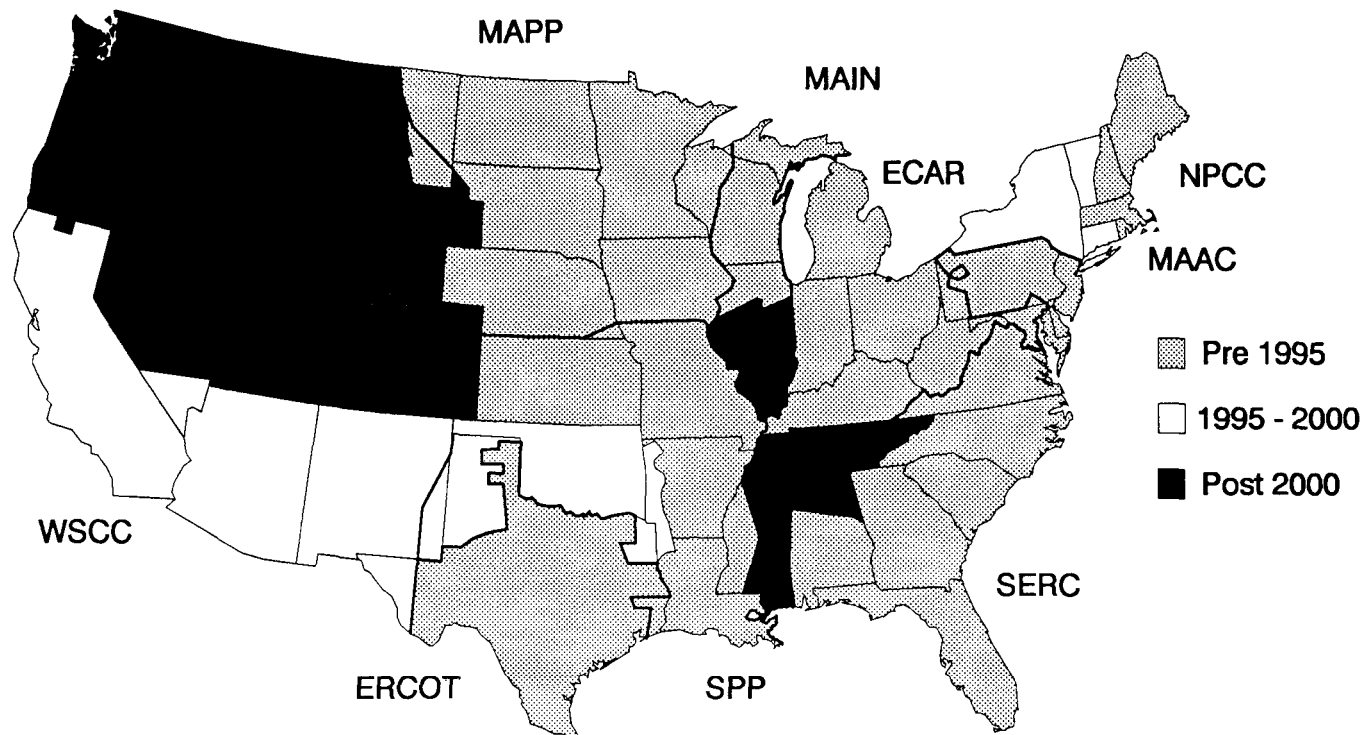 MAPP
MAIN
ECAR
NPCC
MAAC
Pre 1995
1995 - 2000
Post 2000
WSCC
SERC
ERCOT
SPP